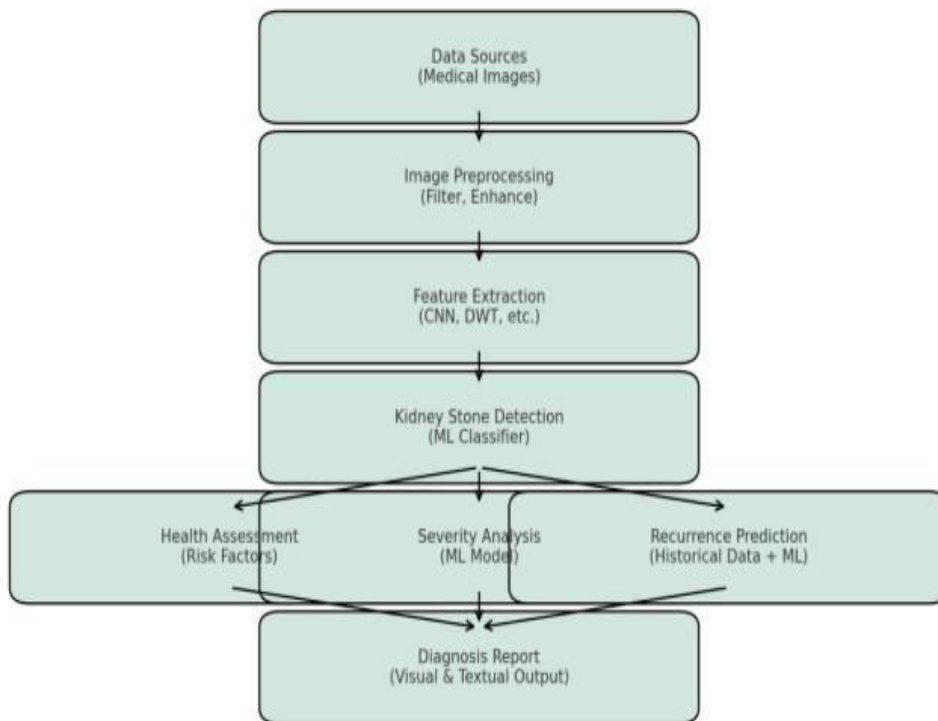 Data Sources
(Medical Images)
Image Preprocessing
(Filter, Enhance)
Feature Extraction
(CNN, DWT, etc.)
Kidney Stone Detection
(ML Classifier)
Health Assessment
(Risk Factors)
Severity Analysis
(ML Model)
Recurrence Prediction
(Historical Data + ML)
Diagnosis Report
(Visual & Textual Output)